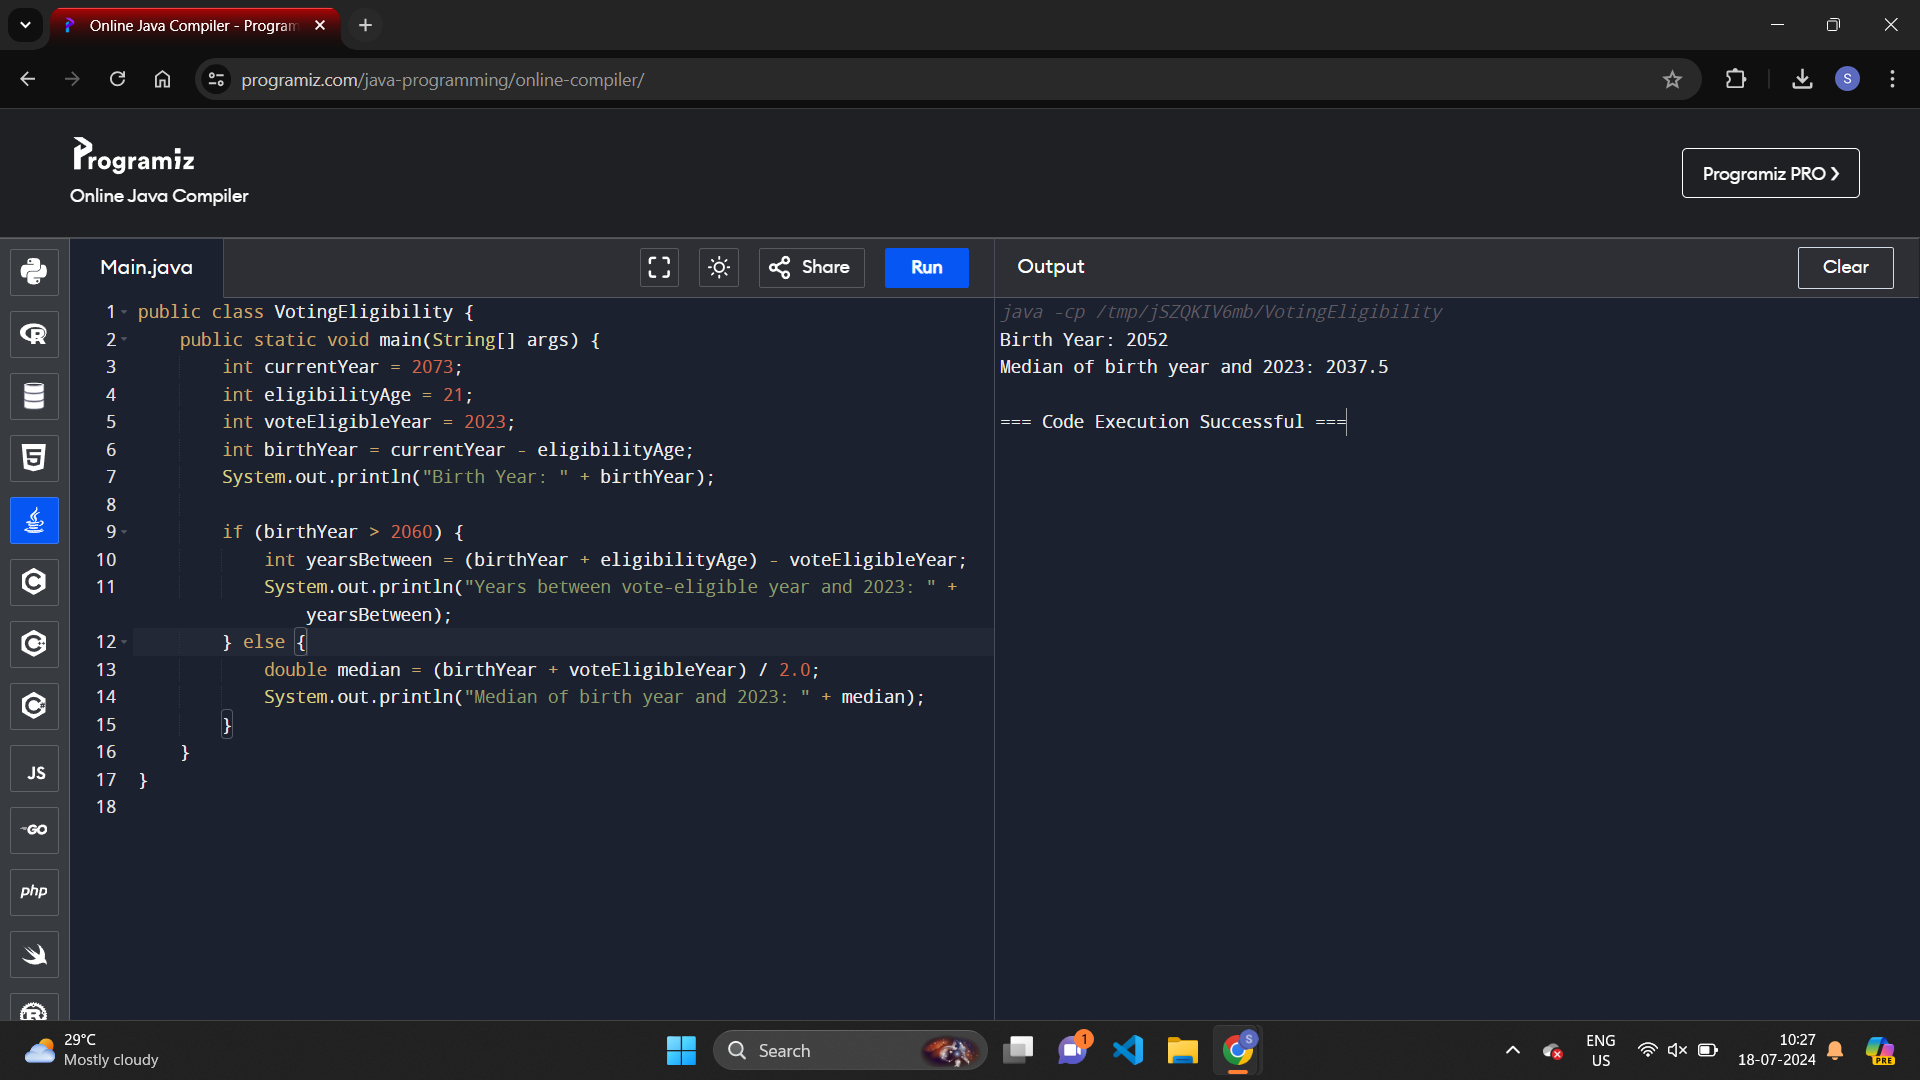 Online Java Compiler - Program
programiz.com/java-programming/online-compiler/
S
Programiz
Online Java Compiler
Programiz PRO ❯
Main.java
Share
Run
Output
Clear
1 public class VotingEligibility {
2 public static void main(String[] args) {
3 int currentYear = 2073;
4 int eligibilityAge = 21;
5 int voteEligibleYear = 2023;
6 int birthYear = currentYear - eligibilityAge;
7 System.out.println("Birth Year: " + birthYear);
8
9 if (birthYear > 2060) {
10 int yearsBetween = (birthYear + eligibilityAge) - voteEligibleYear;
11 System.out.println("Years between vote-eligible year and 2023: " +
yearsBetween);
12 } else {
13 double median = (birthYear + voteEligibleYear) / 2.0;
14 System.out.println("Median of birth year and 2023: " + median);
15 }
16 }
17 }
18
java -cp /tmp/jSZQKIV6mb/VotingEligibility
Birth Year: 2052
Median of birth year and 2023: 2037.5
=== Code Execution Successful ===
R
5
C
C
C
JS
GO
php
R
29°C
Mostly cloudy
Search
1
S
ENG
US
10:27
18-07-2024
PRE